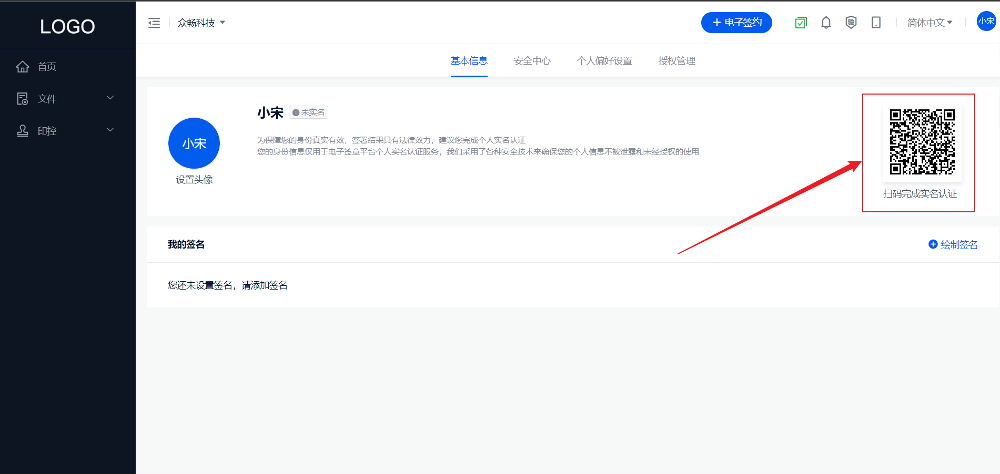 LOGO
众畅科技
电子签约
验
简体中文
小宋
首页
文件
印控
基本信息
安全中心
个人偏好设置
授权管理
小宋
未实名
为保障您的身份真实有效，签署结果具有法律效力，建议您完成个人实名认证
您的身份信息仅用于电子签章平台个人实名认证服务，我们采用了各种安全技术来确保您的个人信息不被泄露和未经授权的使用
小宋
设置头像
扫码完成实名认证
我的签名
绘制签名
您还未设置签名，请添加签名